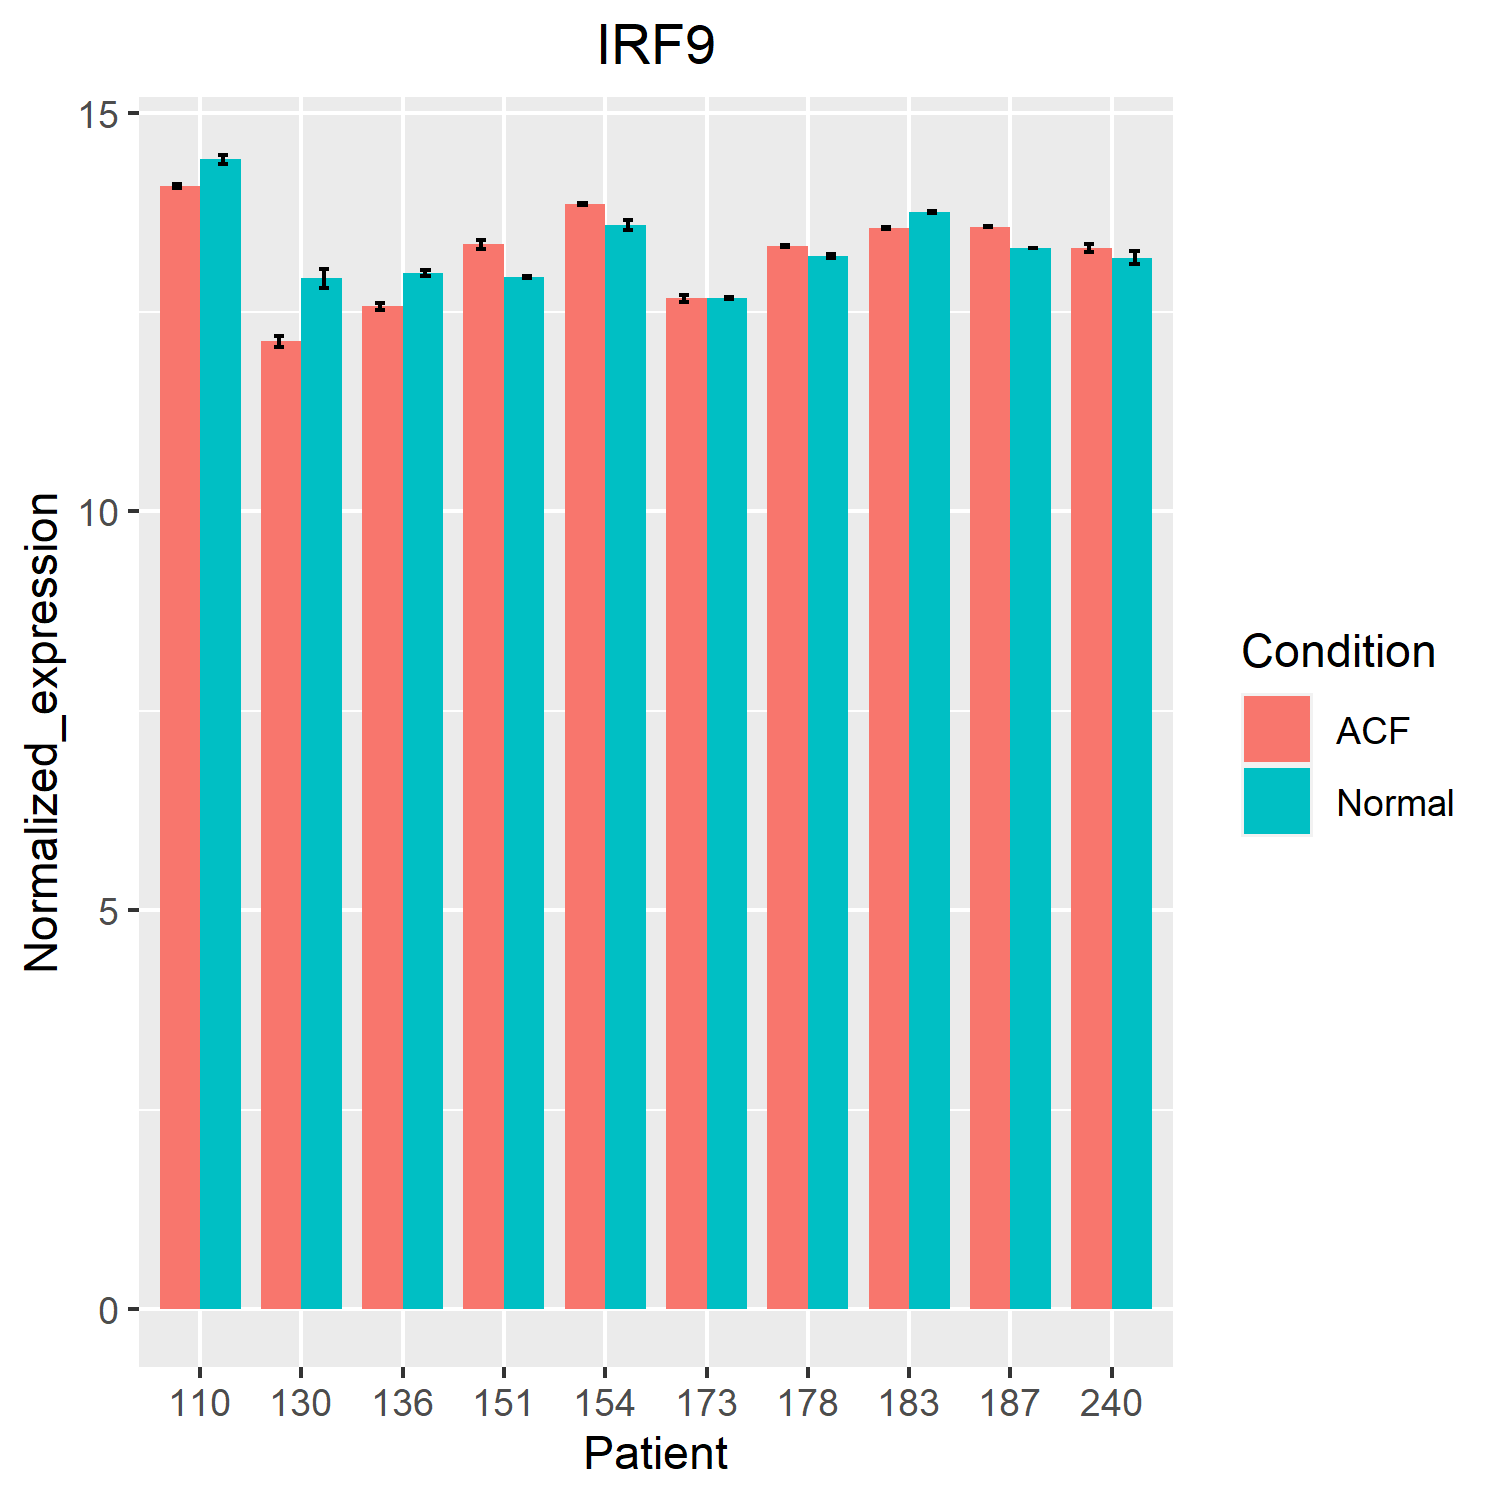 IRF9
15
10
5
0
Normalized_expression
110 130 136 151 154 173 178 183 187 240
Patient
Condition
ACF
Normal